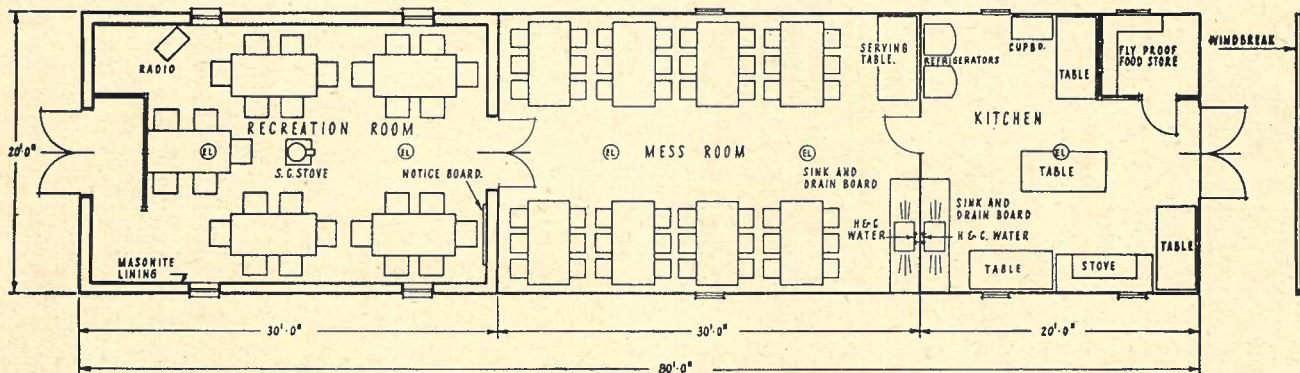 RADIO
RECREATION ROOM
EL
S.C.STOVE
EL
NOTICE BOARD.
MASONITE
LINING
20'·0"
EL
MESS ROOM
EL
SERVING
TABLE.
SINK AND
DRAIN BOARD
H&C
WATER
REFRIGERATORS
CUPBD.
TABLE
FLY PROOF
FOOD STORE
KITCHEN
EL
TABLE
SINK AND
DRAIN BOARD
H & C. WATER
TABLE
STOVE
TABLE
WINDBREAK
30'·0"
30'·0"
20'·0"
80'·0"